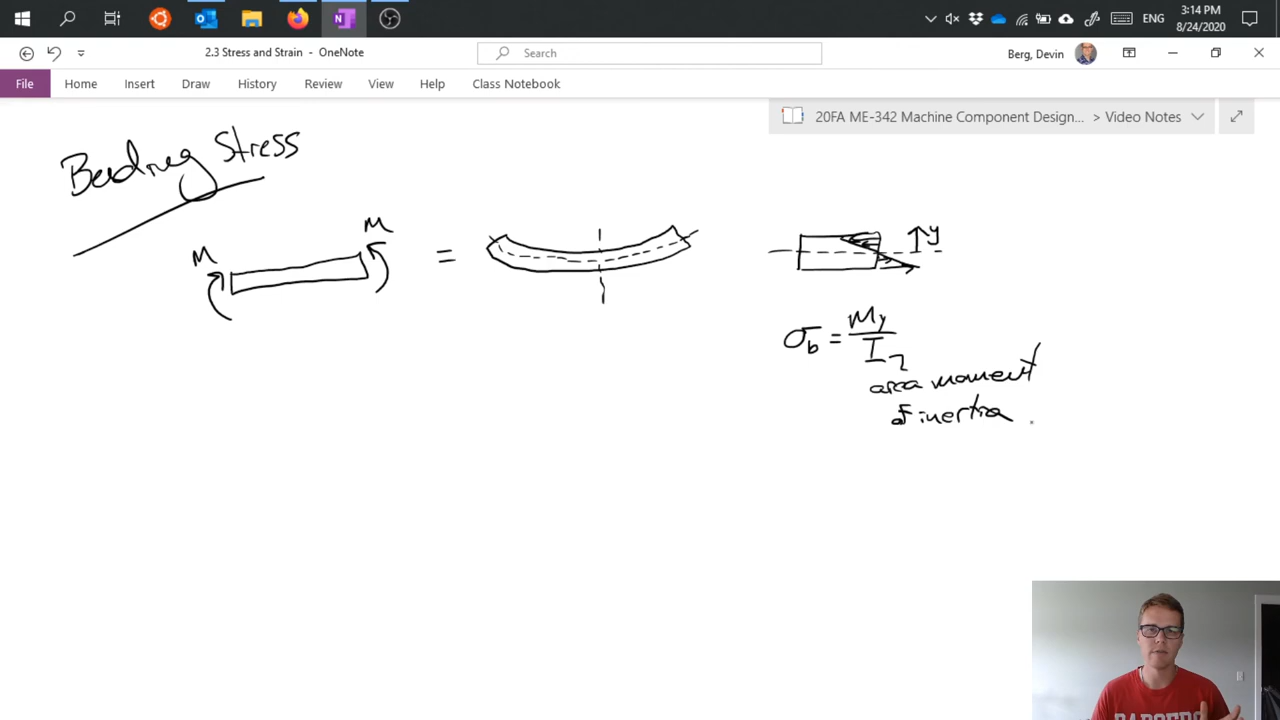 3:14 PM
ENG
8/24/2020
2.3 Stress and Strain - OneNote
Search
Berg, Devin
File Home Insert Draw History Review View Help Class Notebook
20FA ME-342 Machine Component Design... > Video Notes
Bending Stress
M
M
=
y
σb = My/I
area moment
of inertia
BADGERS